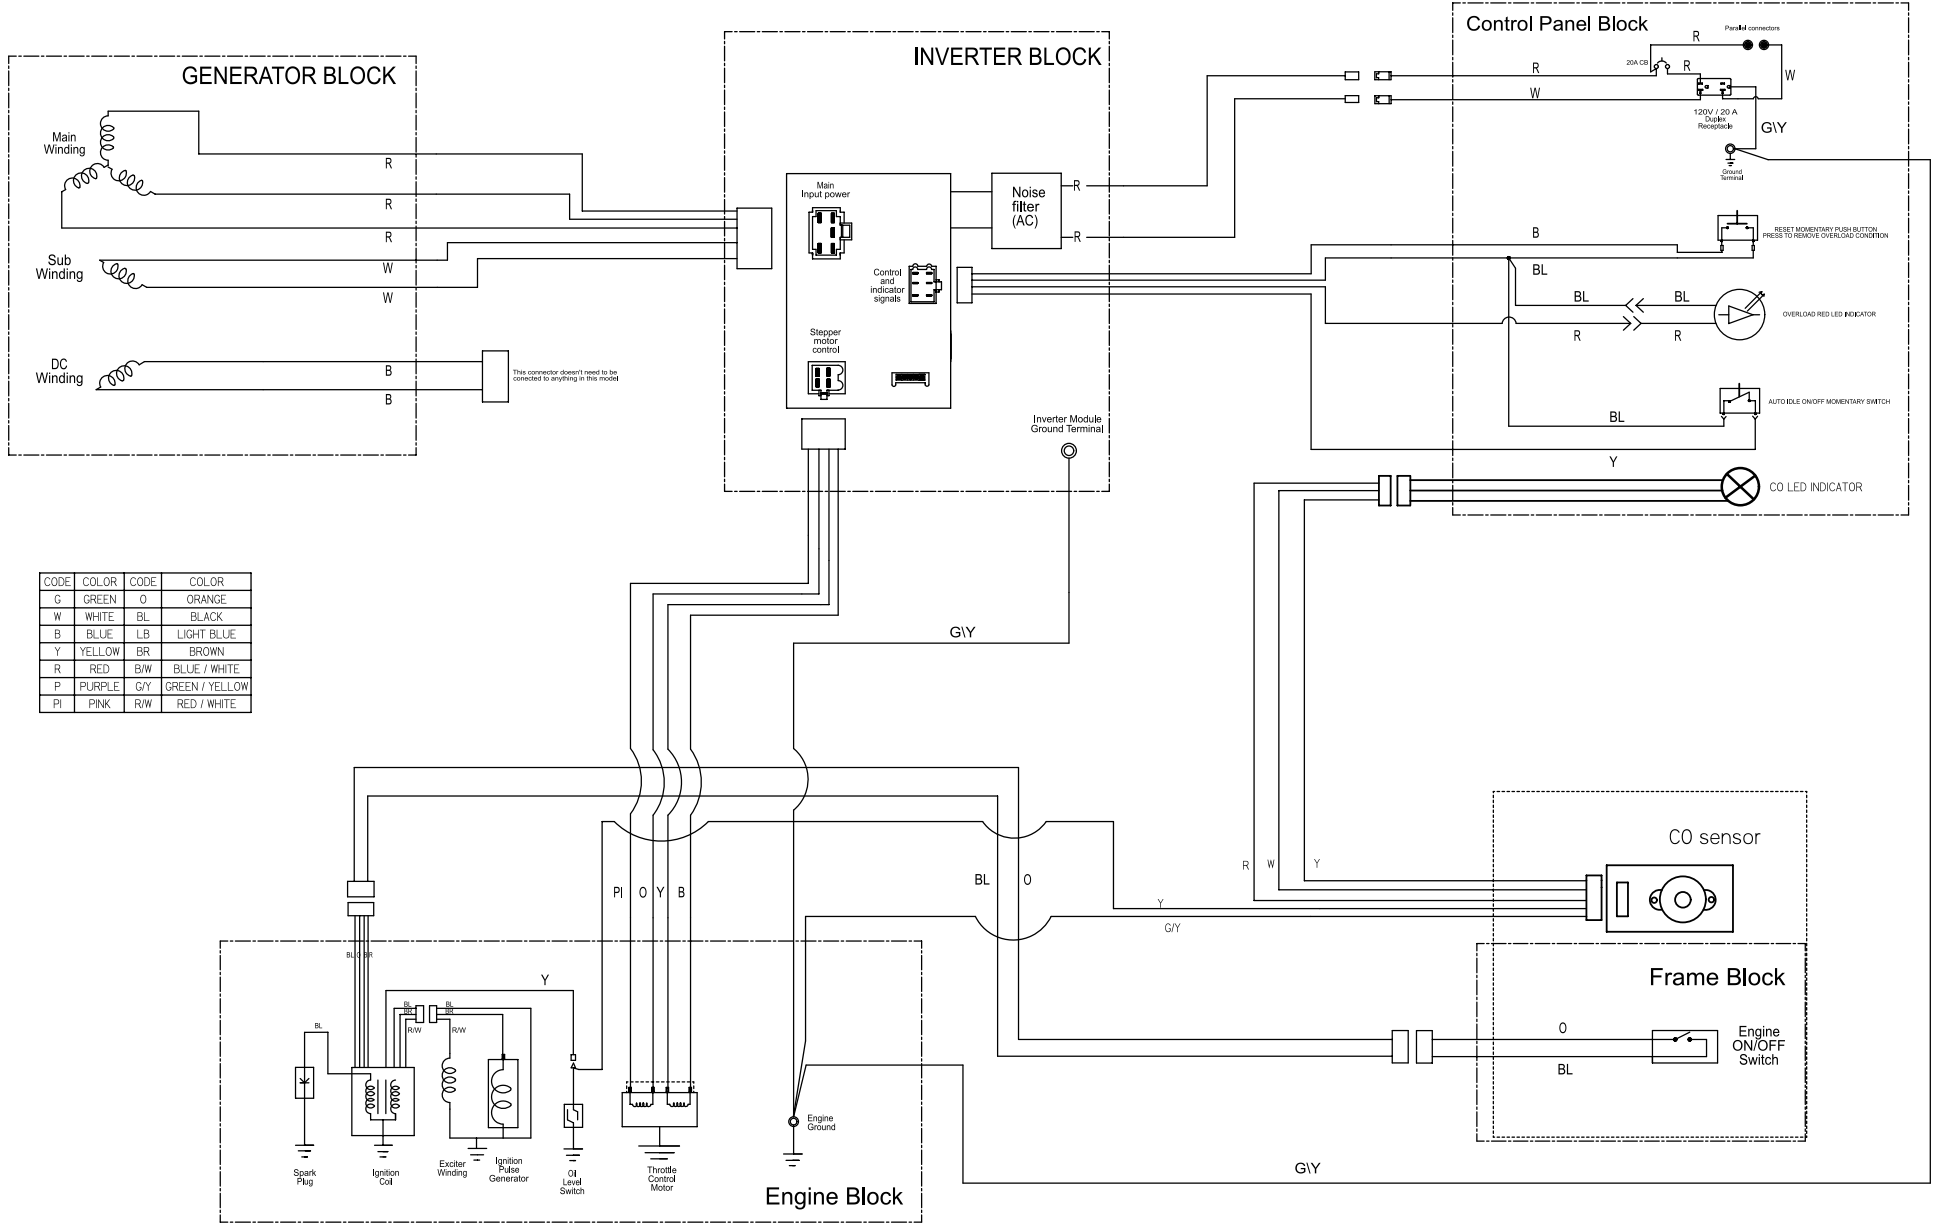 GENERATOR BLOCK
Main
Winding
R
R
R
Sub
Winding
W
W
DC
Winding
B
B
This connector doesn't need to be
conected to anything in this model
INVERTER BLOCK
Main
Input power
Noise
filter
(AC)
R
R
Control
and
indicator
signals
Stepper
motor
control
Inverter Module
Ground Terminal
Control Panel Block
Parallel connectors
R
20A CB
R
R
W
W
120V / 20 A
Duplex
Receptacle
G\Y
Ground
Terminal
B
RESET MOMENTARY PUSH BUTTON
PRESS TO REMOVE OVERLOAD CONDITION
BL
BL
BL
R
R
OVERLOAD RED LED INDICATOR
BL
AUTO IDLE ON/OFF MOMENTARY SWITCH
Y
CO LED INDICATOR
CODE COLOR CODE COLOR
G GREEN O ORANGE
W WHITE BL BLACK
B BLUE LB LIGHT BLUE
Y YELLOW BR BROWN
R RED B/W BLUE / WHITE
P PURPLE G/Y GREEN / YELLOW
PI PINK R/W RED / WHITE
G\Y
CO sensor
R W Y
PI O Y B
BL O
Y
G/Y
Frame Block
O
BL
Engine
ON/OFF
Switch
BL O BR
Y
BL BL
BR BR
R/W R/W
BL
Spark
Plug
Ignition
Coil
Exciter
Winding
Ignition
Pulse
Generator
Oil
Level
Switch
Throttle
Control
Motor
Engine
Ground
Engine Block
G\Y